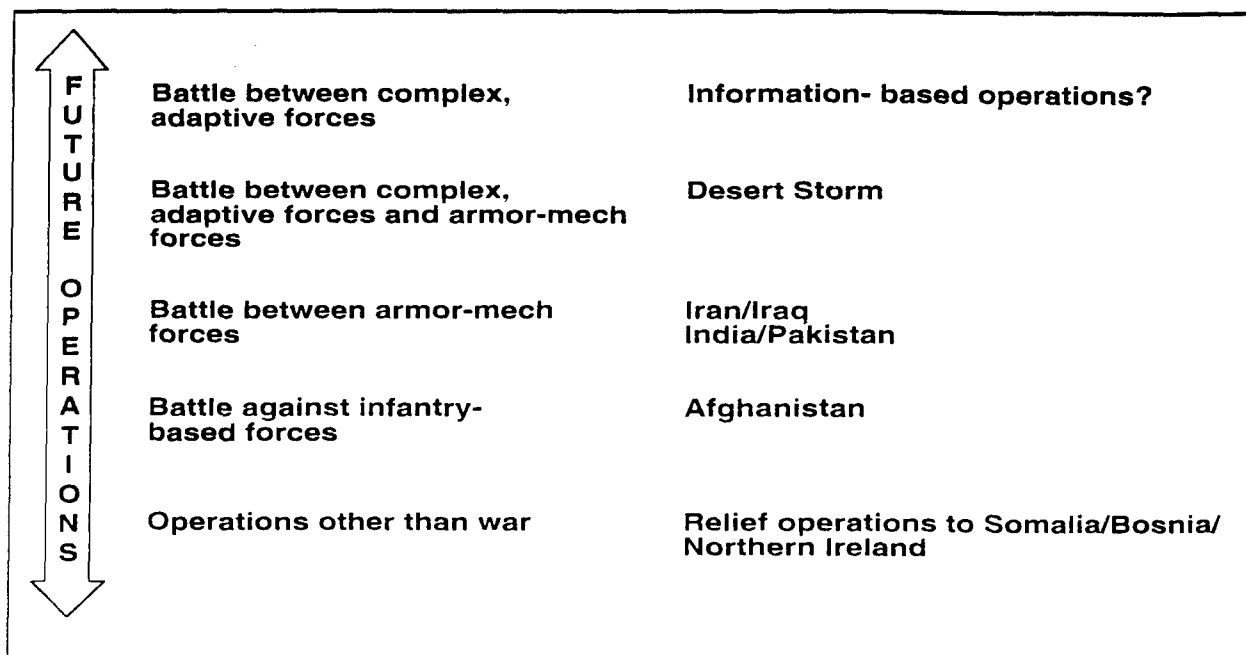 FUTURE OPERATIONS
Battle between complex,
adaptive forces
Information- based operations?
Battle between complex,
adaptive forces and armor-mech
forces
Desert Storm
Battle between armor-mech
forces
Iran/Iraq
India/Pakistan
Battle against infantry-
based forces
Afghanistan
Operations other than war
Relief operations to Somalia/Bosnia/
Northern Ireland